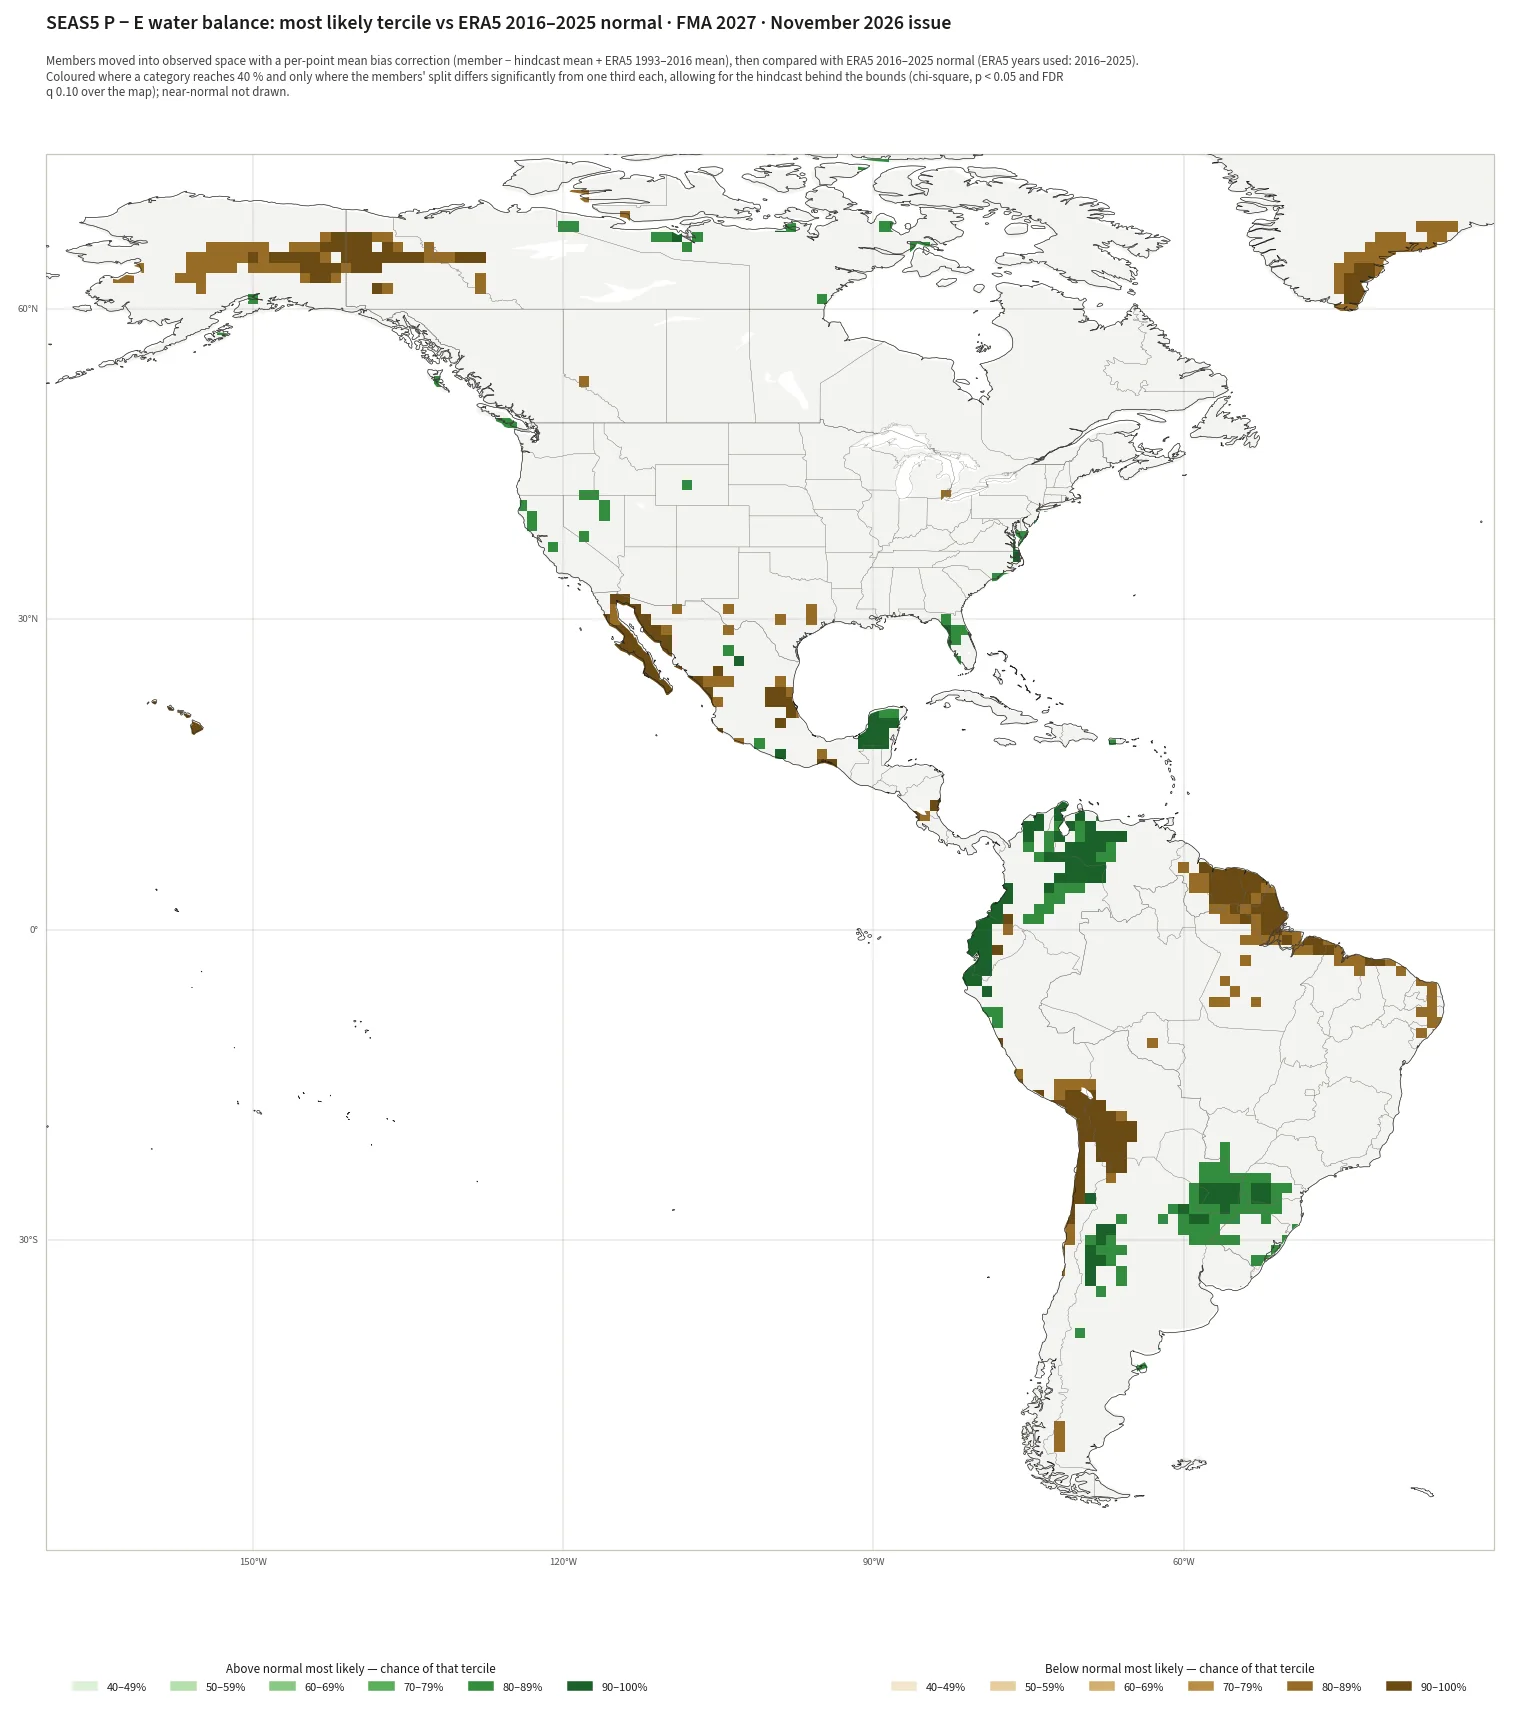 SEAS5 P − E water balance: most likely tercile vs ERA5 2016–2025 normal · FMA 2027 · November 2026 issue
Members moved into observed space with a per-point mean bias correction (member − hindcast mean + ERA5 1993–2016 mean), then compared with ERA5 2016–2025 normal (ERA5 years used: 2016–2025).
Coloured where a category reaches 40 % and only where the members' split differs significantly from one third each, allowing for the hindcast behind the bounds (chi-square, p < 0.05 and FDR
q 0.10 over the map); near-normal not drawn.
60°N
30°N
0°
30°S
150°W 120°W 90°W 60°W
Above normal most likely — chance of that tercile
40–49% 50–59% 60–69% 70–79% 80–89% 90–100%
Below normal most likely — chance of that tercile
40–49% 50–59% 60–69% 70–79% 80–89% 90–100%